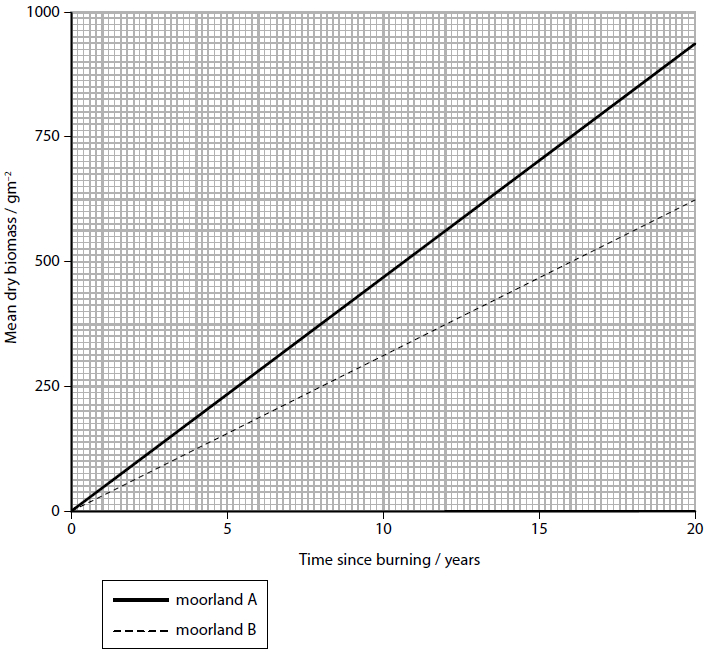 1000
750
500
250
0
Mean dry biomass / gm⁻²
0 5 10 15 20
Time since burning / years
moorland A
moorland B